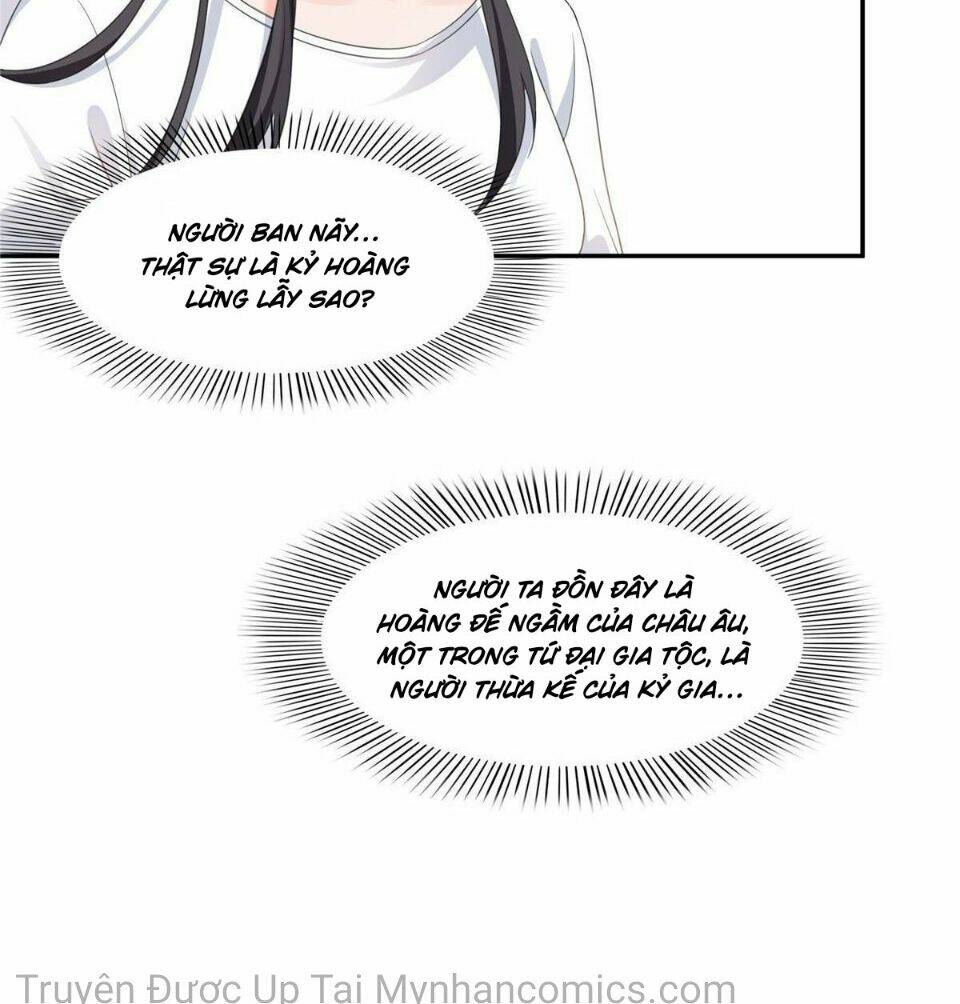 NGƯỜI BAN NÃY...
THẬT SỰ LÀ KỶ HOÀNG
LỪNG LẪY SAO?
NGƯỜI TA ĐỒN ĐÂY LÀ
HOÀNG ĐẾ NGẦM CỦA CHÂU ÂU,
MỘT TRONG TỨ ĐẠI GIA TỘC, LÀ
NGƯỜI THỪA KẾ CỦA KỶ GIA...
Truyện Được Up Tại Mynhancomics.com